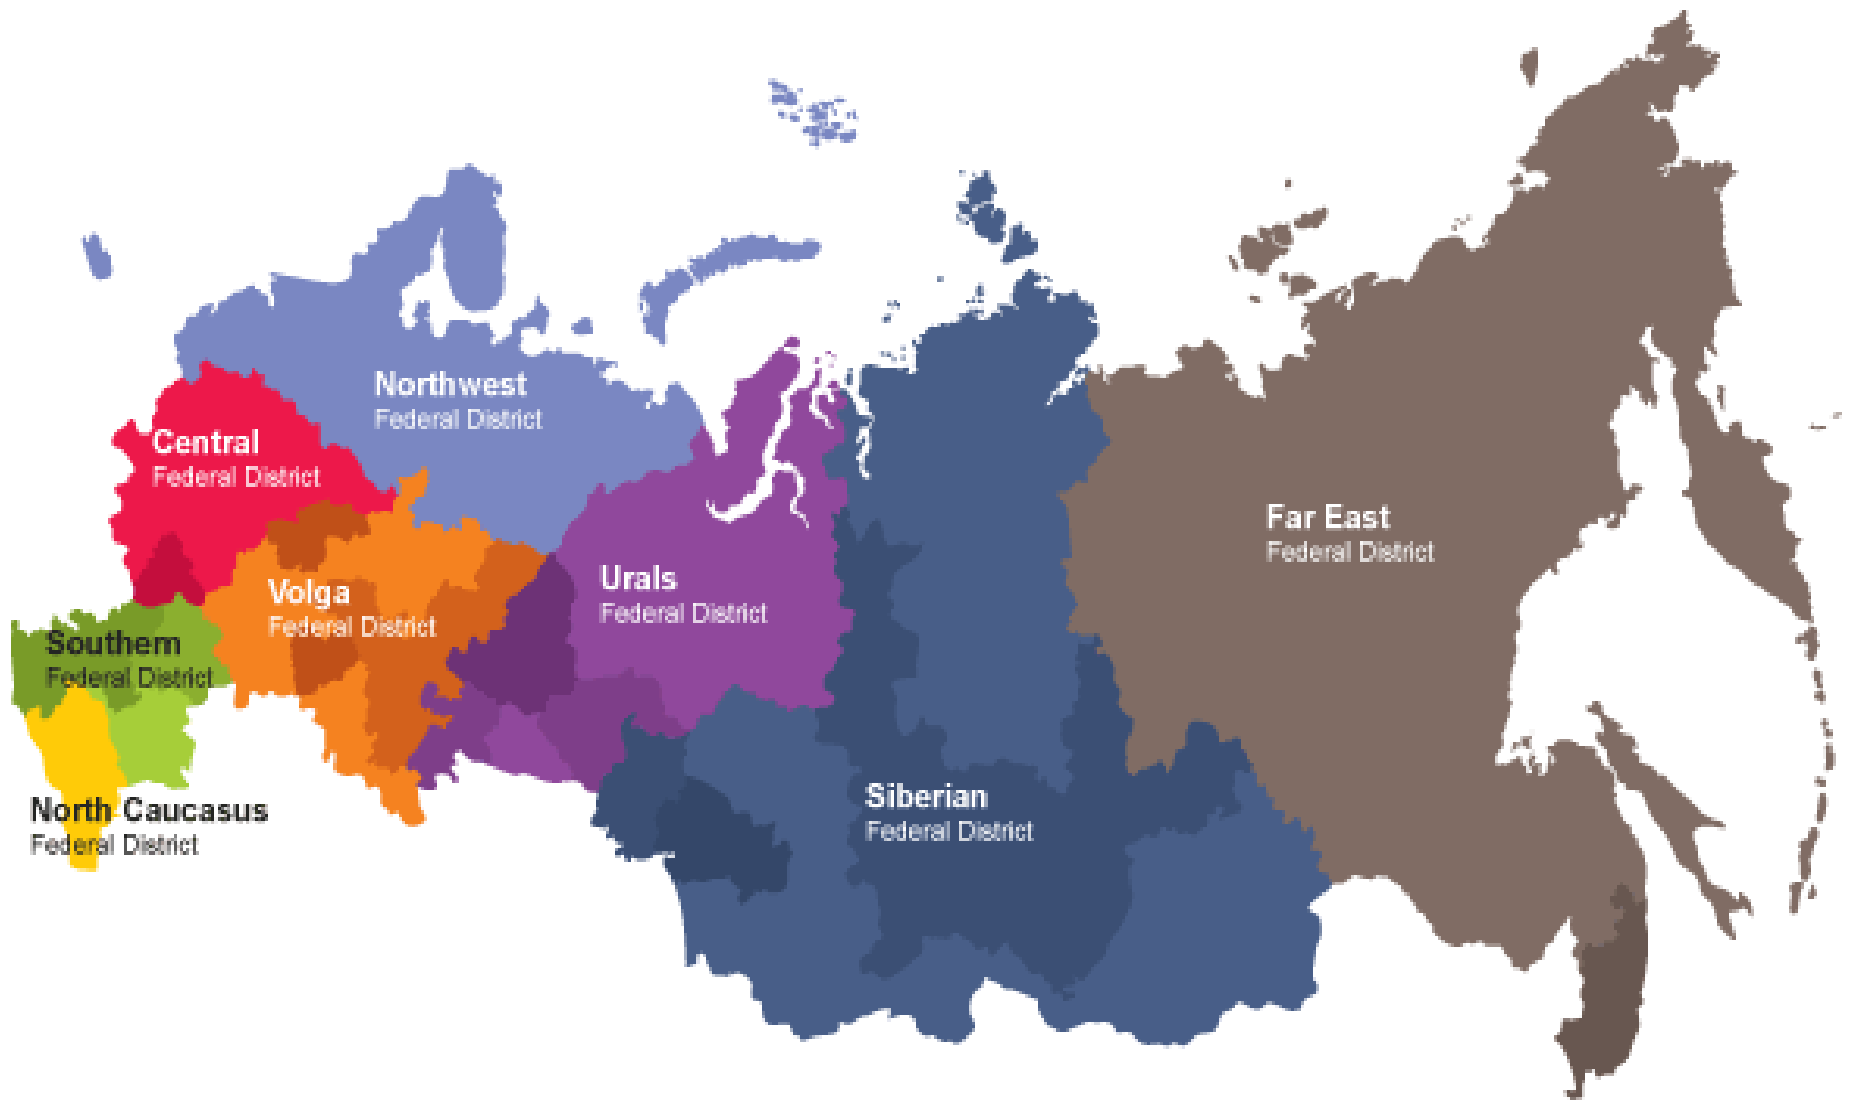 Northwest
Federal District
Central
Federal District
Far East
Federal District
Urals
Federal District
Volga
Federal District
Southern
Federal District
Siberian
Federal District
North Caucasus
Federal District